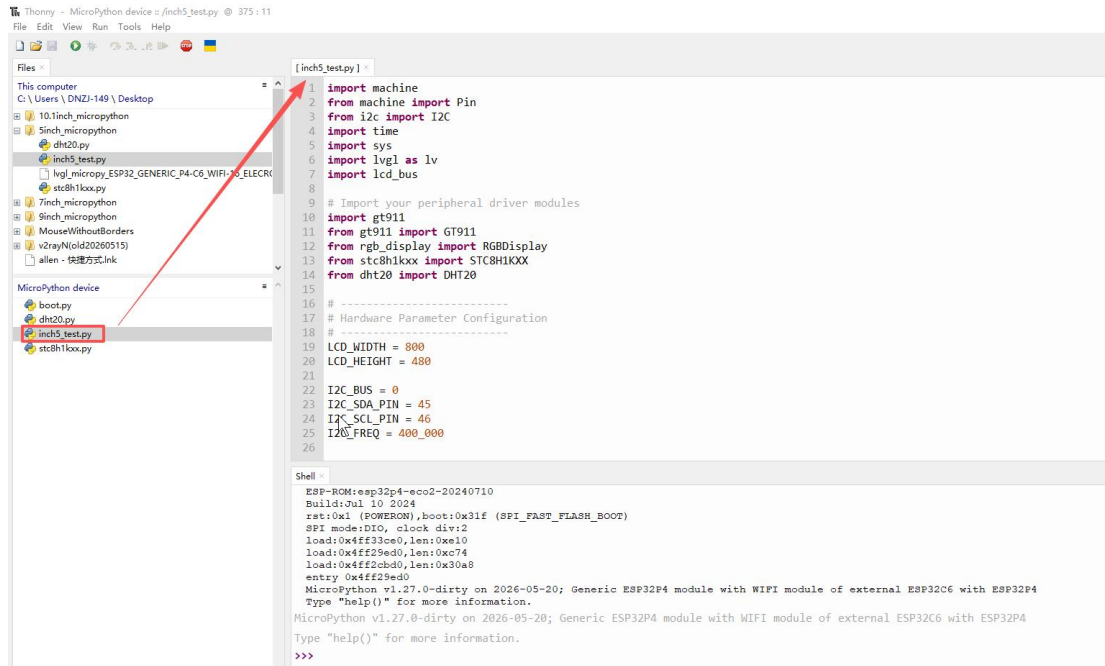 Thonny - MicroPython device :: /inch5_test.py @ 375 : 11
File Edit View Run Tools Help
Files
This computer
C: \ Users \ DNZJ-149 \ Desktop
10.1inch_micropython
5inch_micropython
dht20.py
inch5_test.py
lvgl_micropy_ESP32_GENERIC_P4-C6_WIFI-16_ELECRO
stc8h1kxx.py
7inch_micropython
9inch_micropython
MouseWithoutBorders
v2rayN(old20260515)
allen - 快捷方式.lnk
MicroPython device
boot.py
dht20.py
inch5_test.py
stc8h1kxx.py
[ inch5_test.py ]
1 import machine
2 from machine import Pin
3 from i2c import I2C
4 import time
5 import sys
6 import lvgl as lv
7 import lcd_bus
8
9 # Import your peripheral driver modules
10 import gt911
11 from gt911 import GT911
12 from rgb_display import RGBDisplay
13 from stc8h1kxx import STC8H1KXX
14 from dht20 import DHT20
15
16 # -------------------------
17 # Hardware Parameter Configuration
18 # -------------------------
19 LCD_WIDTH = 800
20 LCD_HEIGHT = 480
21
22 I2C_BUS = 0
23 I2C_SDA_PIN = 45
24 I2C_SCL_PIN = 46
25 I2C_FREQ = 400_000
26
Shell
ESP-ROM:esp32p4-eco2-20240710
Build:Jul 10 2024
rst:0x1 (POWERON),boot:0x31f (SPI_FAST_FLASH_BOOT)
SPI mode:DIO, clock div:2
load:0x4ff33ce0,len:0xe10
load:0x4ff29ed0,len:0xc74
load:0x4ff2cbd0,len:0x30a8
entry 0x4ff29ed0
MicroPython v1.27.0-dirty on 2026-05-20; Generic ESP32P4 module with WIFI module of external ESP32C6 with ESP32P4
Type "help()" for more information.
MicroPython v1.27.0-dirty on 2026-05-20; Generic ESP32P4 module with WIFI module of external ESP32C6 with ESP32P4
Type "help()" for more information.
>>>